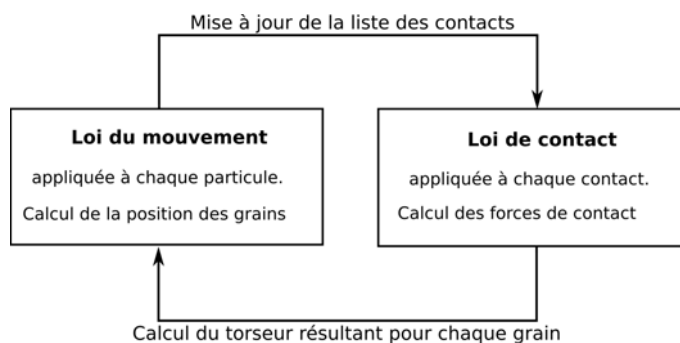 Mise à jour de la liste des contacts
Loi du mouvement
appliquée à chaque particule.
Calcul de la position des grains
Loi de contact
appliquée à chaque contact.
Calcul des forces de contact
Calcul du torseur résultant pour chaque grain